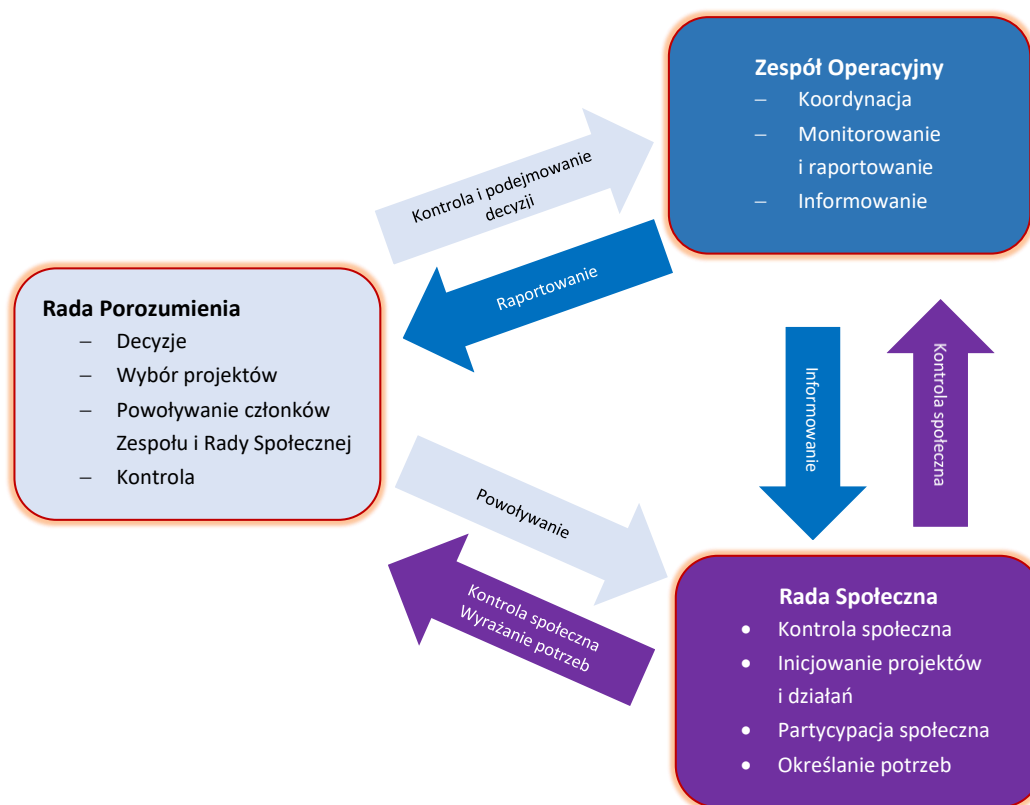 Zespół Operacyjny
– Koordynacja
– Monitorowanie
i raportowanie
– Informowanie
Kontrola i podejmowanie
decyzji
Raportowanie
Rada Porozumienia
– Decyzje
– Wybór projektów
– Powoływanie członków
Zespołu i Rady Społecznej
– Kontrola
Informowanie
Kontrola społeczna
Powoływanie
Kontrola społeczna
Wyrażanie potrzeb
Rada Społeczna
• Kontrola społeczna
• Inicjowanie projektów
i działań
• Partycypacja społeczna
• Określanie potrzeb